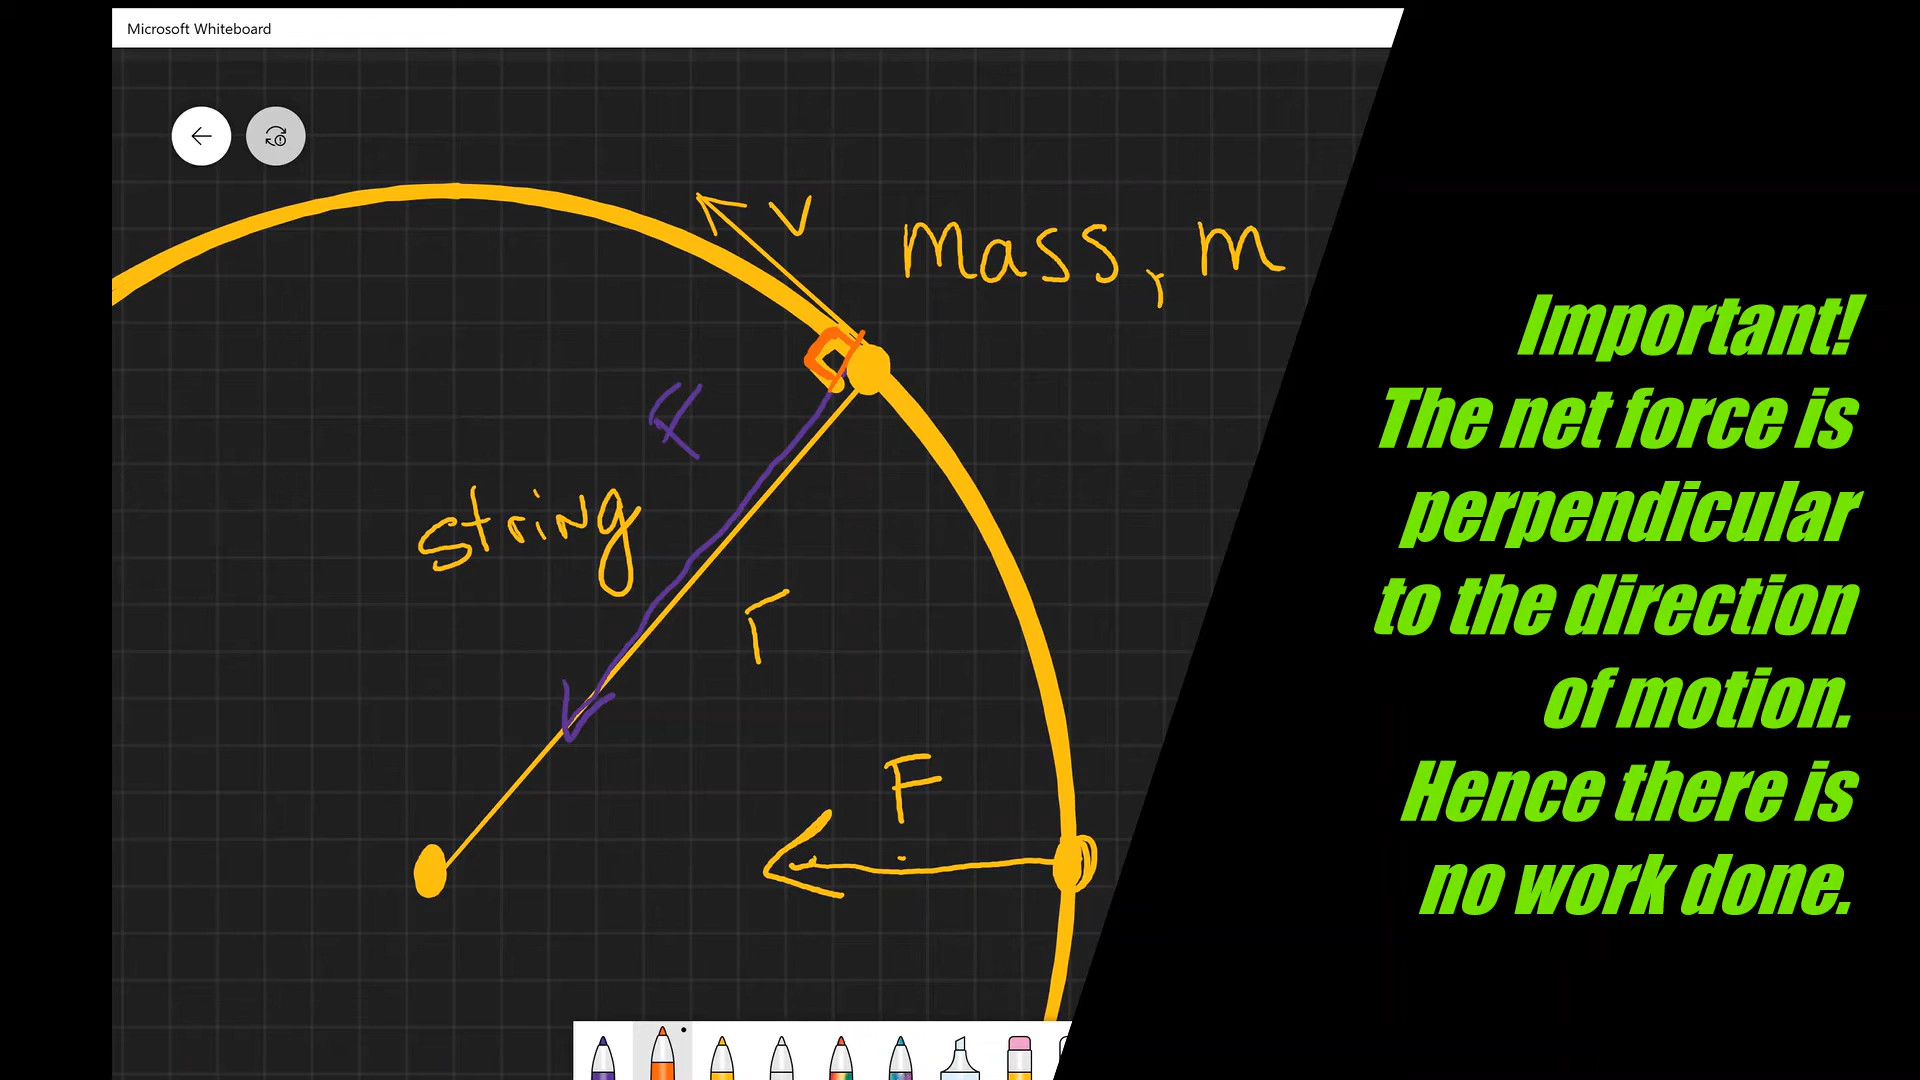 Microsoft Whiteboard
v
mass, m
F
string
r
F
Important!
The net force is
perpendicular
to the direction
of motion.
Hence there is
no work done.